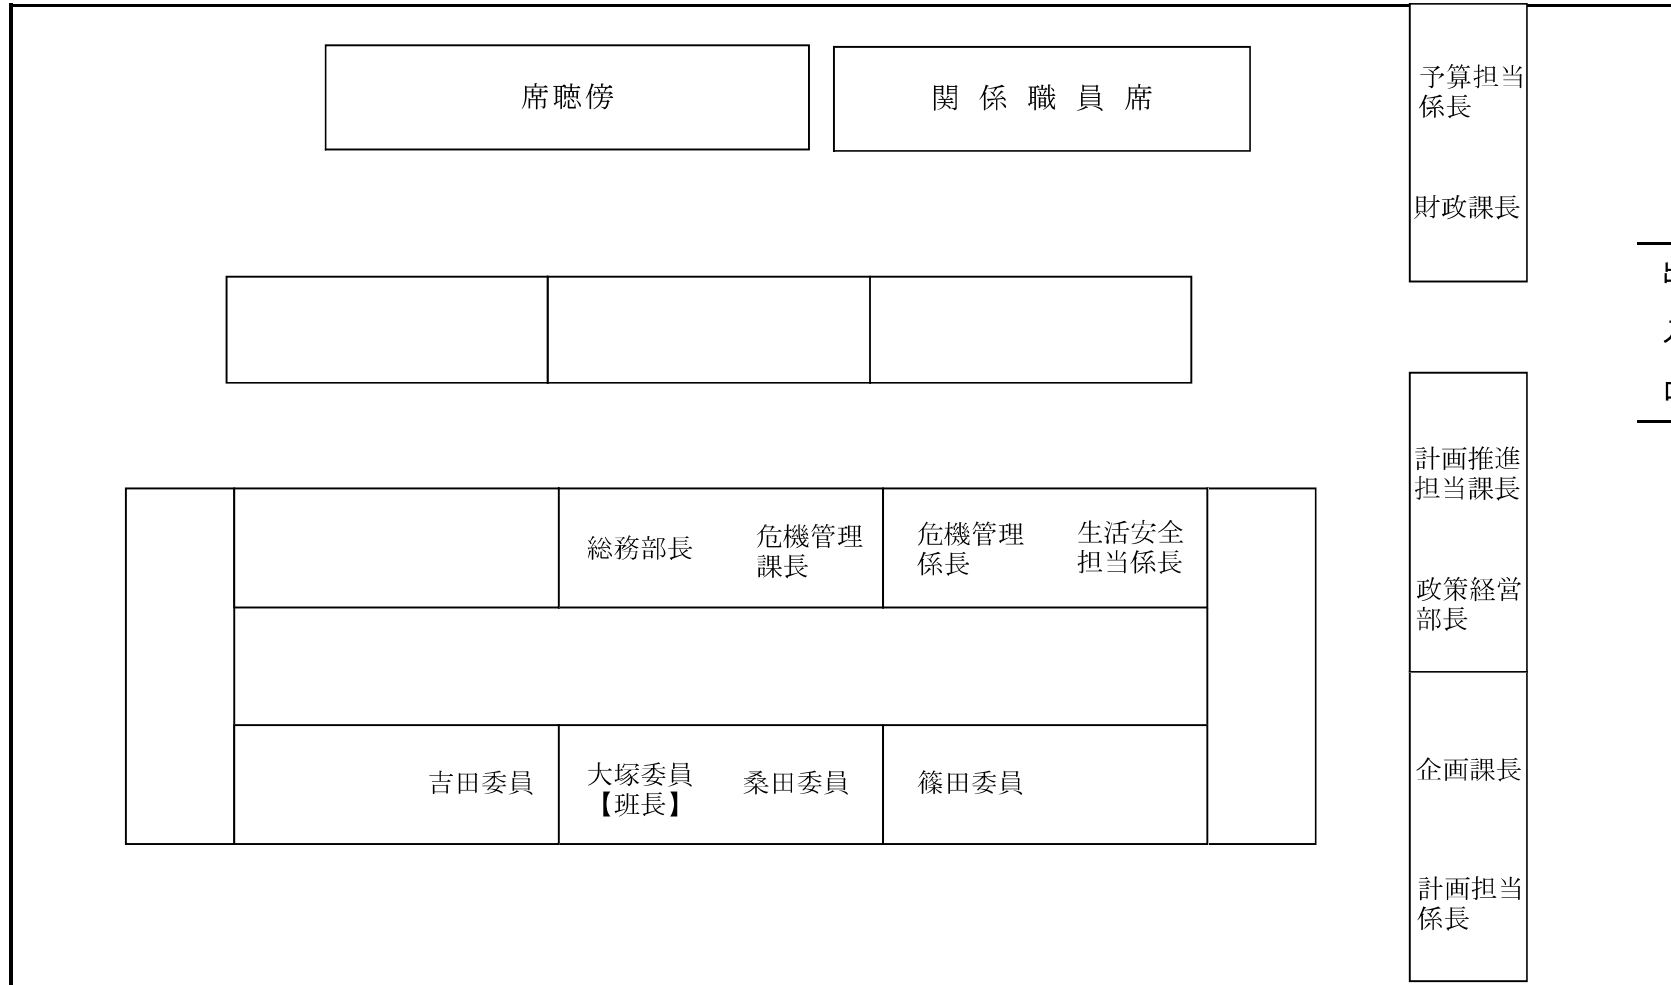 席聴傍
関係職員席
予算担当
係長
財政課長
計画推進
担当課長
政策経営
部長
企画課長
計画担当
係長
総務部長
危機管理
課長
危機管理
係長
生活安全
担当係長
吉田委員
大塚委員
【班長】
桑田委員
篠田委員